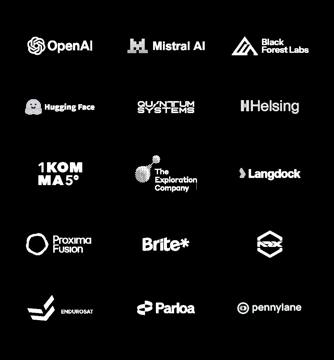 OpenAI
Mistral AI
Black
Forest Labs
Hugging Face
QUANTUM
SYSTEMS
Helsing
1KOM
MA5°
The
Exploration
Company
Langdock
Proxima
Fusion
Brite*
ENDUROSAT
Parloa
pennylane